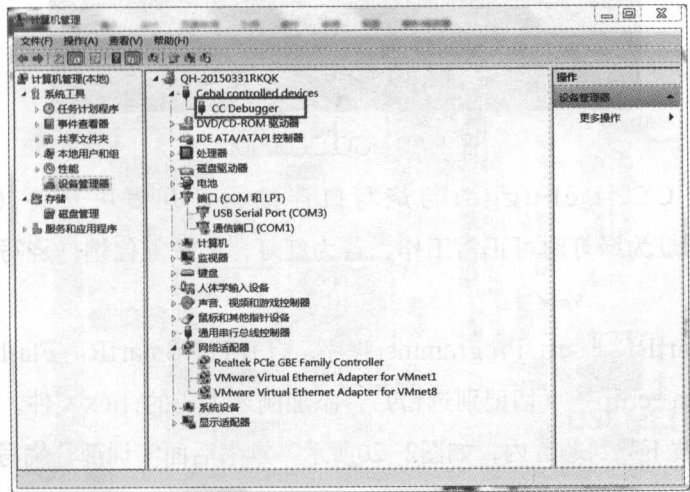 计算机管理
文件(F) 操作(A) 查看(V) 帮助(H)
计算机管理(本地)
系统工具
任务计划程序
事件查看器
共享文件夹
本地用户和组
性能
设备管理器
存储
磁盘管理
服务和应用程序
QH-20150331RKQK
Cebal controlled devices
CC Debugger
DVD/CD-ROM 驱动器
IDE ATA/ATAPI 控制器
处理器
磁盘驱动器
电池
端口 (COM 和 LPT)
USB Serial Port (COM3)
通信端口 (COM1)
计算机
监视器
键盘
人体学输入设备
声音、视频和游戏控制器
鼠标和其他指针设备
通用串行总线控制器
网络适配器
Realtek PCIe GBE Family Controller
VMware Virtual Ethernet Adapter for VMnet1
VMware Virtual Ethernet Adapter for VMnet8
系统设备
显示适配器
操作
设备管理器
更多操作